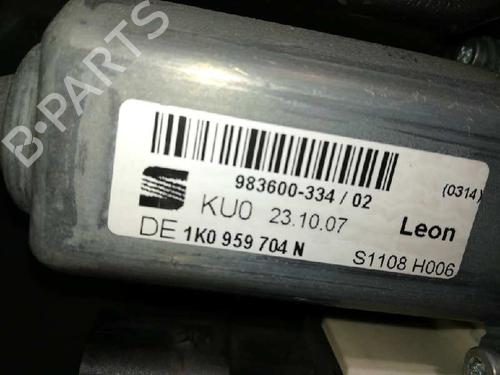 B-PARTS
983600-334 / 02
(0314)
KU0 23.10.07
Leon
DE 1K0 959 704 N
S1108 H006